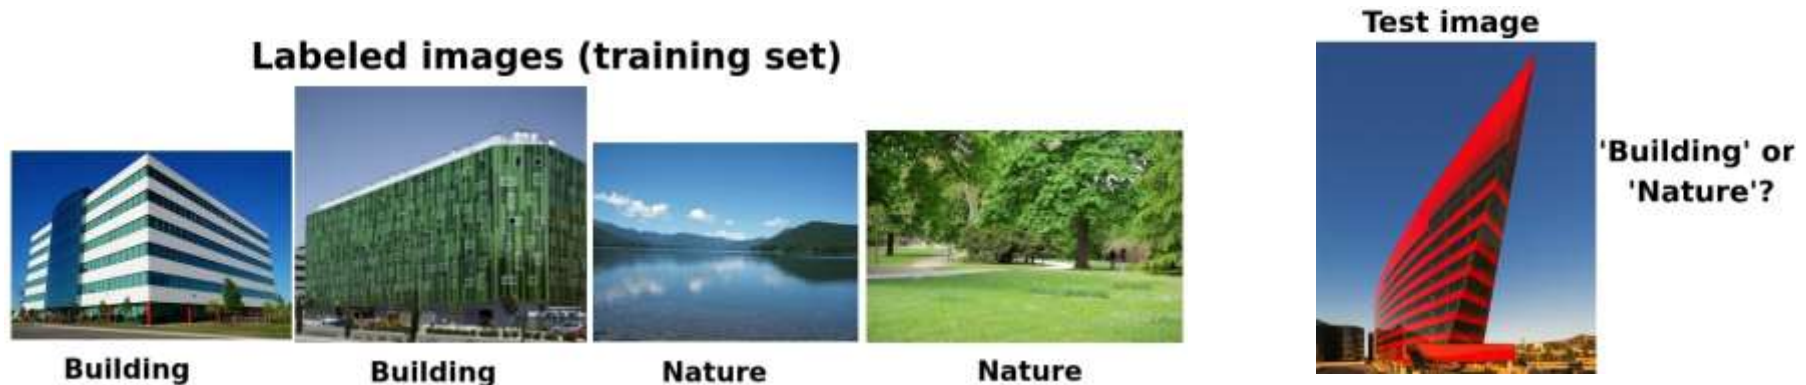 Labeled images (training set)
Building
Building
Nature
Nature
Test image
'Building' or
'Nature'?